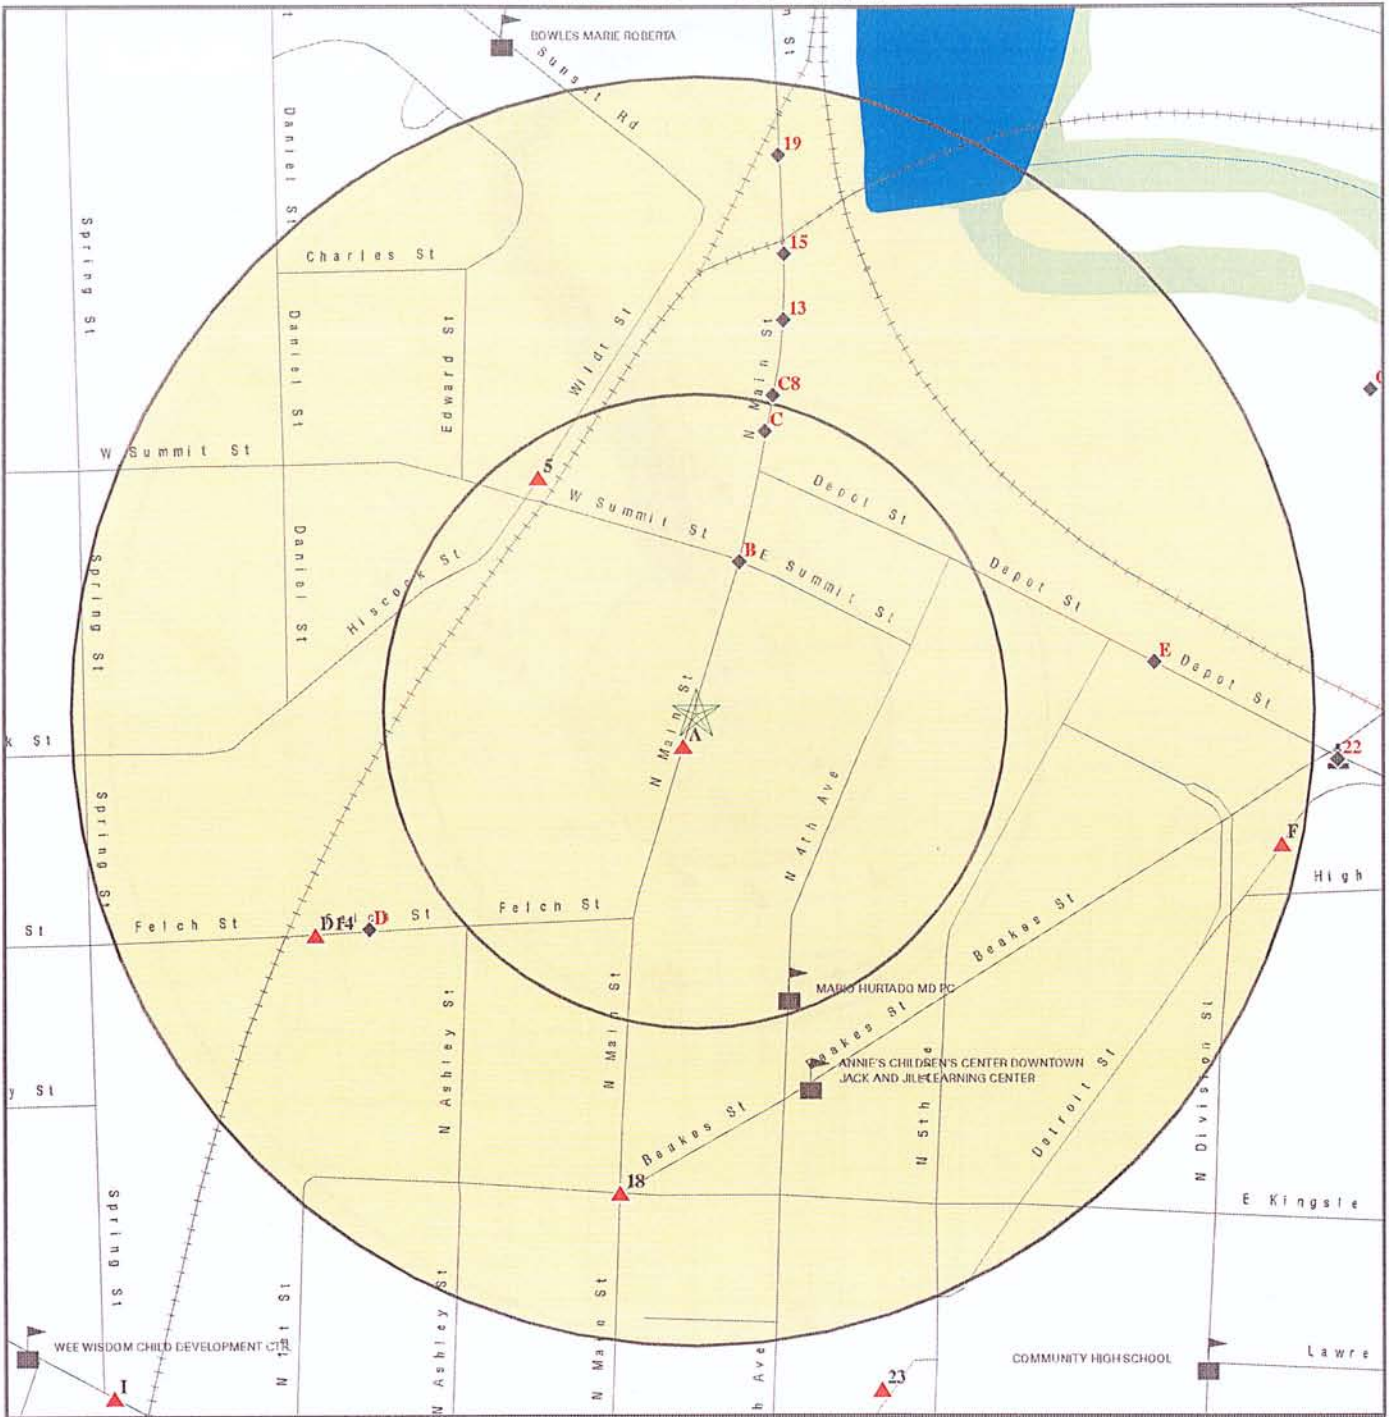 BOWLES MARIE ROBERTA
Sunset Rd
Daniel St
19
Spring St
15
Charles St
13
Daniel St
Edward St
Wildt St
N Main St
C8
C
W Summit St
5
Depot St
W Summit St
B
E Summit St
Depot St
Daniel St
Hiscock St
Spring St
E
Depot St
N Main St
A
k St
22
N 4th Ave
Spring St
F
High
Felch St
D14
St
D
Felch St
St
Beakes St
MARIO HURTADO MD PC
N Main St
N Ashley St
Beakes St
ANNIE'S CHILDREN'S CENTER DOWNTOWN
JACK AND JILL LEARNING CENTER
y St
N 5th
Detroit St
N Division St
Beakes St
18
E Kingsle
Spring St
N 1st St
N Ashley St
N Main St
h Ave
WEE WISDOM CHILD DEVELOPMENT CTR
COMMUNITY HIGH SCHOOL
Lawre
I
23